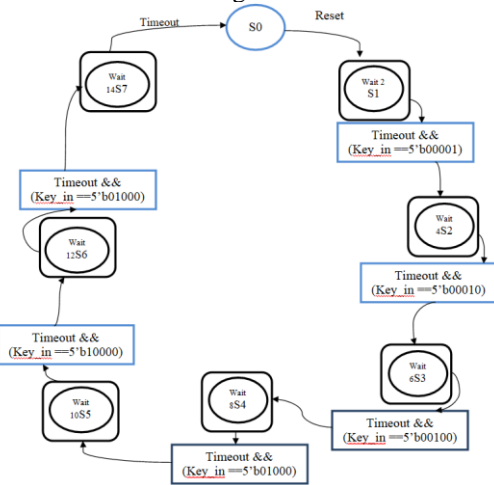 Timeout
S0
Reset
Wait 2
S1
Timeout &&
(Key_in ==5'b00001)
Wait
4S2
Timeout &&
(Key_in ==5'b00010)
Wait
6S3
Timeout &&
(Key_in ==5'b00100)
Wait
8S4
Timeout &&
(Key_in ==5'b01000)
Wait
10S5
Timeout &&
(Key_in ==5'b10000)
Wait
12S6
Timeout &&
(Key_in ==5'b01000)
Wait
14S7